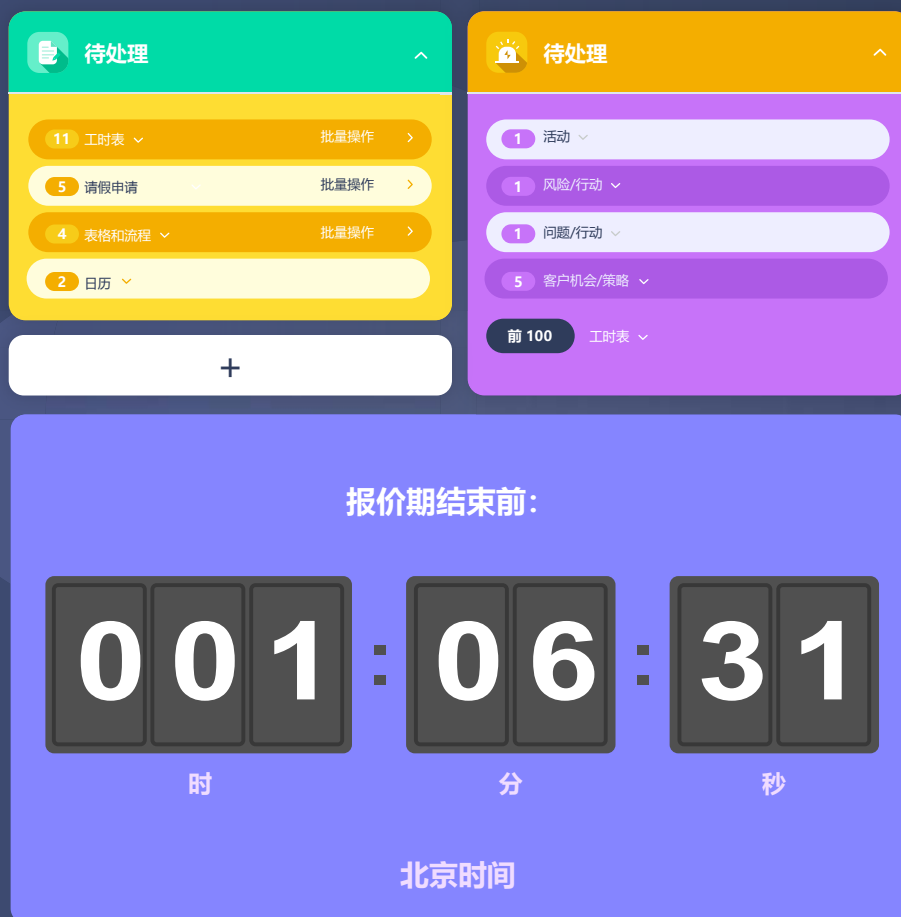 待处理
11 工时表 批量操作
5 请假申请 批量操作
4 表格和流程 批量操作
2 日历
+
待处理
1 活动
1 风险/行动
1 问题/行动
5 客户机会/策略
前 100 工时表
报价期结束前：
001 : 06 : 31
时 分 秒
北京时间